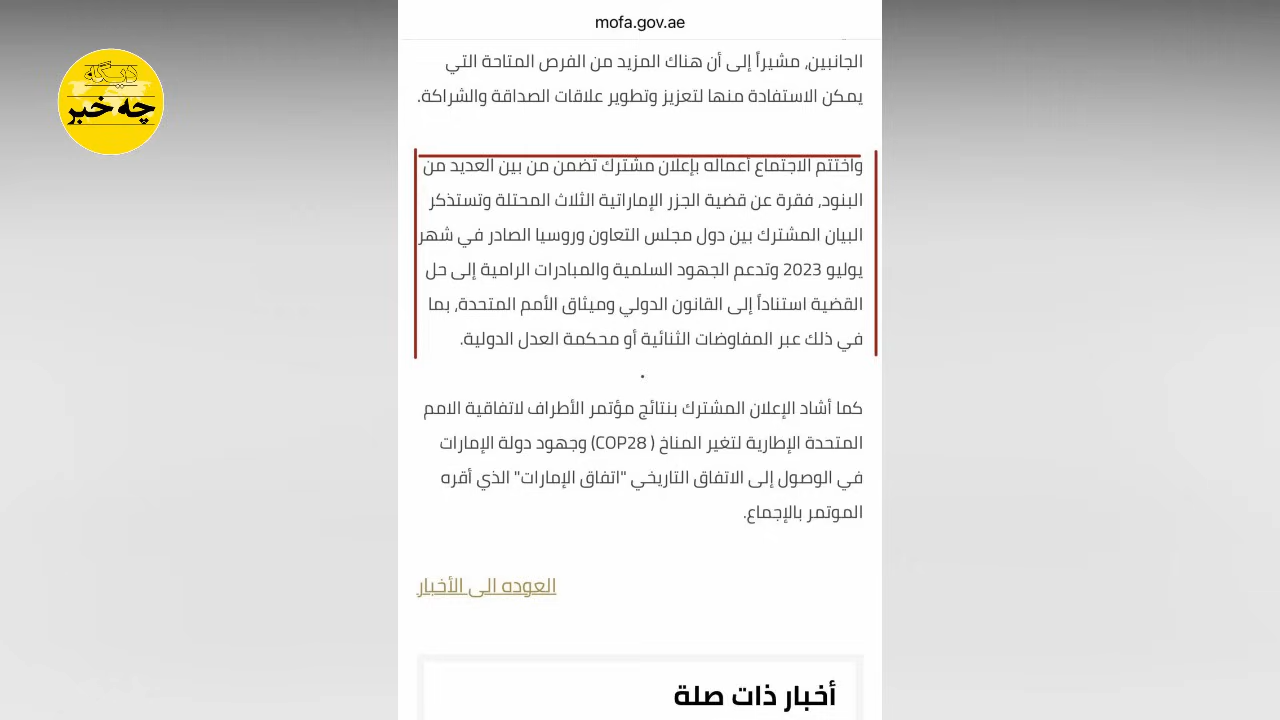 mofa.gov.ae
دیگه
چه خبر
الجانبين، مشيراً إلى أن هناك المزيد من الفرص المتاحة التي
يمكن الاستفادة منها لتعزيز وتطوير علاقات الصداقة والشراكة.
واختتم الاجتماع أعماله بإعلان مشترك تضمن من بين العديد من
البنود، فقرة عن قضية الجزر الإماراتية الثلاث المحتلة وتستذكر
البيان المشترك بين دول مجلس التعاون وروسيا الصادر في شهر
يوليو 2023 وتدعم الجهود السلمية والمبادرات الرامية إلى حل
القضية استناداً إلى القانون الدولي وميثاق الأمم المتحدة، بما
في ذلك عبر المفاوضات الثنائية أو محكمة العدل الدولية.
.
كما أشاد الإعلان المشترك بنتائج مؤتمر الأطراف لاتفاقية الامم
المتحدة الإطارية لتغير المناخ ( COP28) وجهود دولة الإمارات
في الوصول إلى الاتفاق التاريخي "اتفاق الإمارات" الذي أقره
الموتمر بالإجماع.
العوده الى الأخبار
أخبار ذات صلة